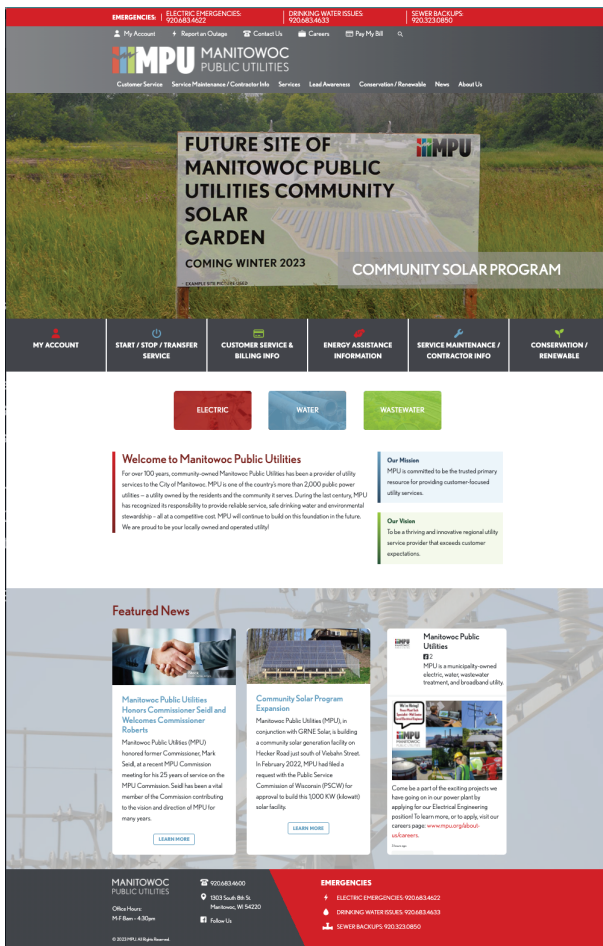 EMERGENCIES:
ELECTRIC EMERGENCIES:
920.683.4622
DRINKING WATER ISSUES:
920.683.4633
SEWER BACKUPS:
920.323.0850
My Account
Report an Outage
Contact Us
Careers
Pay My Bill
MPU
MANITOWOC
PUBLIC UTILITIES
Customer Service
Service Maintenance / Contractor Info
Services
Lead Awareness
Conservation / Renewable
News
About Us
FUTURE SITE OF
MANITOWOC PUBLIC
UTILITIES COMMUNITY
SOLAR
GARDEN
COMING WINTER 2023
EXAMPLE SITE PICTURE USED
MPU
COMMUNITY SOLAR PROGRAM
MY ACCOUNT
START / STOP / TRANSFER
SERVICE
CUSTOMER SERVICE &
BILLING INFO
ENERGY ASSISTANCE
INFORMATION
SERVICE MAINTENANCE /
CONTRACTOR INFO
CONSERVATION /
RENEWABLE
ELECTRIC
WATER
WASTEWATER
Welcome to Manitowoc Public Utilities
For over 100 years, community-owned Manitowoc Public Utilities has been a provider of utility
services to the City of Manitowoc. MPU is one of the country's more than 2,000 public power
utilities – a utility owned by the residents and the community it serves. During the last century, MPU
has recognized its responsibility to provide reliable service, safe drinking water and environmental
stewardship – all at a competitive cost. MPU will continue to build on this foundation in the future.
We are proud to be your locally owned and operated utility!
Our Mission
MPU is committed to be the trusted primary
resource for providing customer-focused
utility services.
Our Vision
To be a thriving and innovative regional utility
service provider that exceeds customer
expectations.
Featured News
Manitowoc Public Utilities
Honors Commissioner Seidl and
Welcomes Commissioner
Roberts
Manitowoc Public Utilities (MPU)
honored former Commissioner, Mark
Seidl, at a recent MPU Commission
meeting for his 25 years of service on the
MPU Commission. Seidl has been a vital
member of the Commission contributing
to the vision and direction of MPU for
many years.
LEARN MORE
Community Solar Program
Expansion
Manitowoc Public Utilities (MPU), in
conjunction with GRNE Solar, is building
a community solar generation facility on
Hecker Road just south of Viebahn Street.
In February 2022, MPU had filed a
request with the Public Service
Commission of Wisconsin (PSCW) for
approval to build this 1,000 KW (kilowatt)
solar facility.
LEARN MORE
MPU
Manitowoc Public
Utilities
2
MPU is a municipality-owned
electric, water, wastewater
treatment, and broadband utility.
We're Hiring!
MPU
Come be a part of the exciting projects we
have going on in our power plant by
applying for our Electrical Engineering
position! To learn more, or to apply, visit our
careers page: www.mpu.org/about-
us/careers.
MANITOWOC
PUBLIC UTILITIES
Office Hours:
M-F 8am - 4:30pm
© 2023 MPU. All Rights Reserved.
920.683.4600
1303 South 8th St.
Manitowoc, WI 54220
Follow Us
EMERGENCIES
ELECTRIC EMERGENCIES: 920.683.4622
DRINKING WATER ISSUES: 920.683.4633
SEWER BACKUPS: 920.323.0850